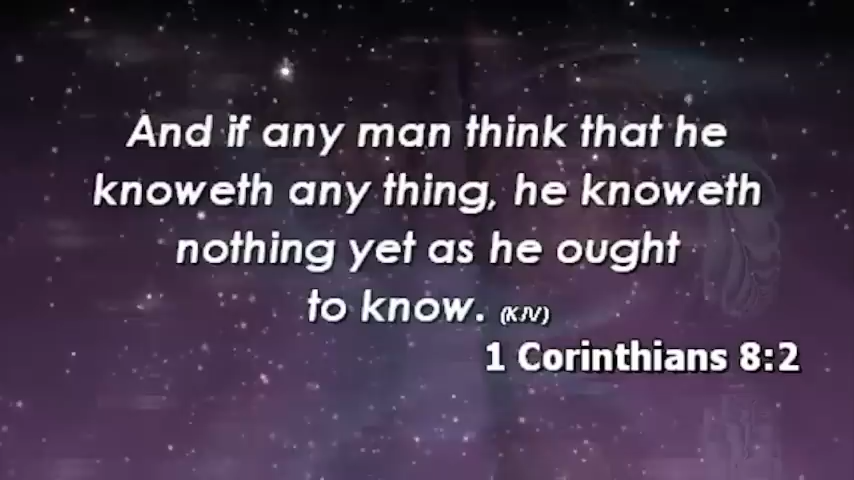 And if any man think that he
knoweth any thing, he knoweth
nothing yet as he ought
to know. (KJV)
1 Corinthians 8:2